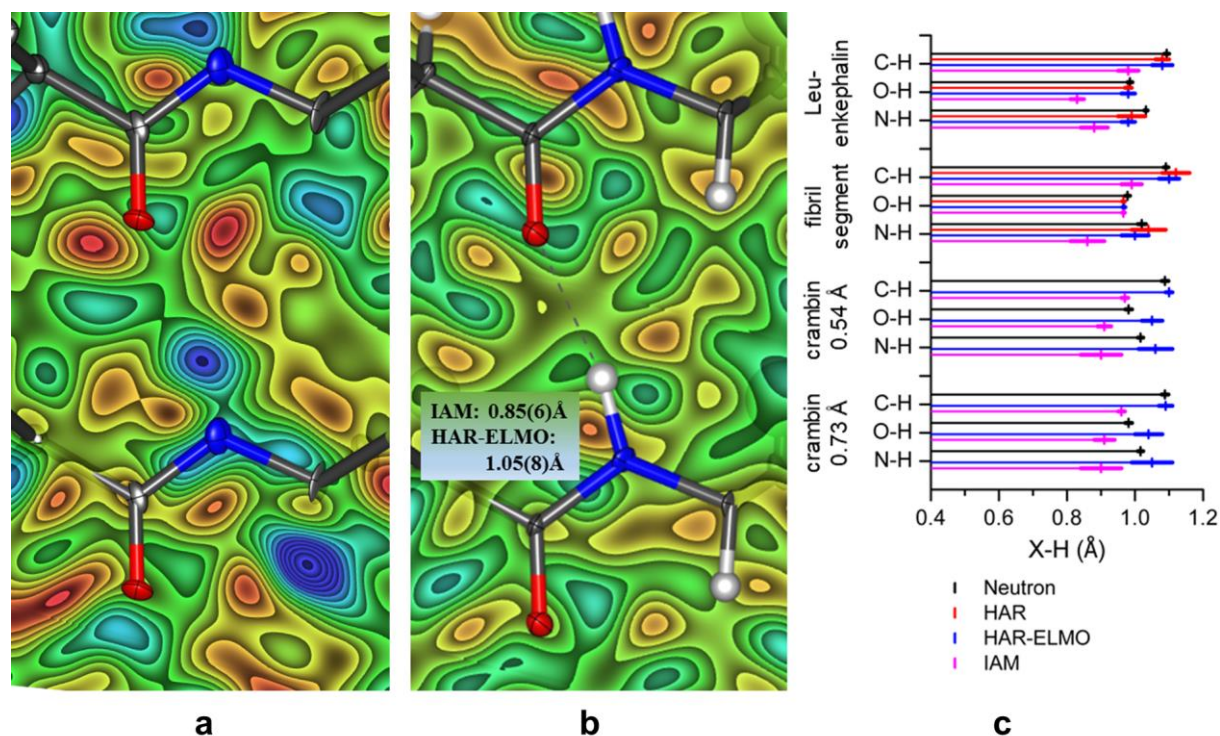 IAM: 0.85(6)Å
HAR-ELMO:
1.05(8)Å
a
b
Leu-
enkephalin
C-H
O-H
N-H
fibril
segment
C-H
O-H
N-H
crambin
0.54 Å
C-H
O-H
N-H
crambin
0.73 Å
C-H
O-H
N-H
0.4 0.6 0.8 1.0 1.2
X-H (Å)
Neutron
HAR
HAR-ELMO
IAM
c